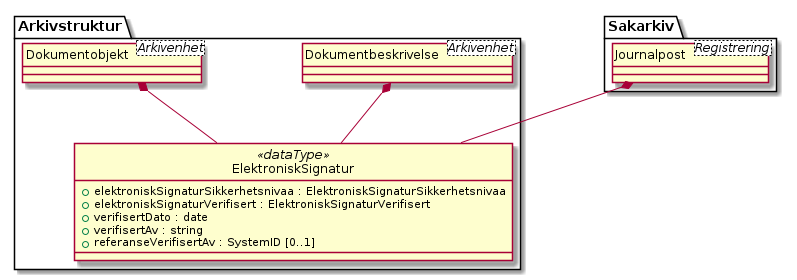 Arkivstruktur
Sakarkiv
Dokumentobjekt
Arkivenhet
Dokumentbeskrivelse
Arkivenhet
Journalpost
Registrering
«dataType»
ElektroniskSignatur
elektroniskSignaturSikkerhetsnivaa : ElektroniskSignaturSikkerhetsnivaa
elektroniskSignaturVerifisert : ElektroniskSignaturVerifisert
verifisertDato : date
verifisertAv : string
referanseVerifisertAv : SystemID [0..1]